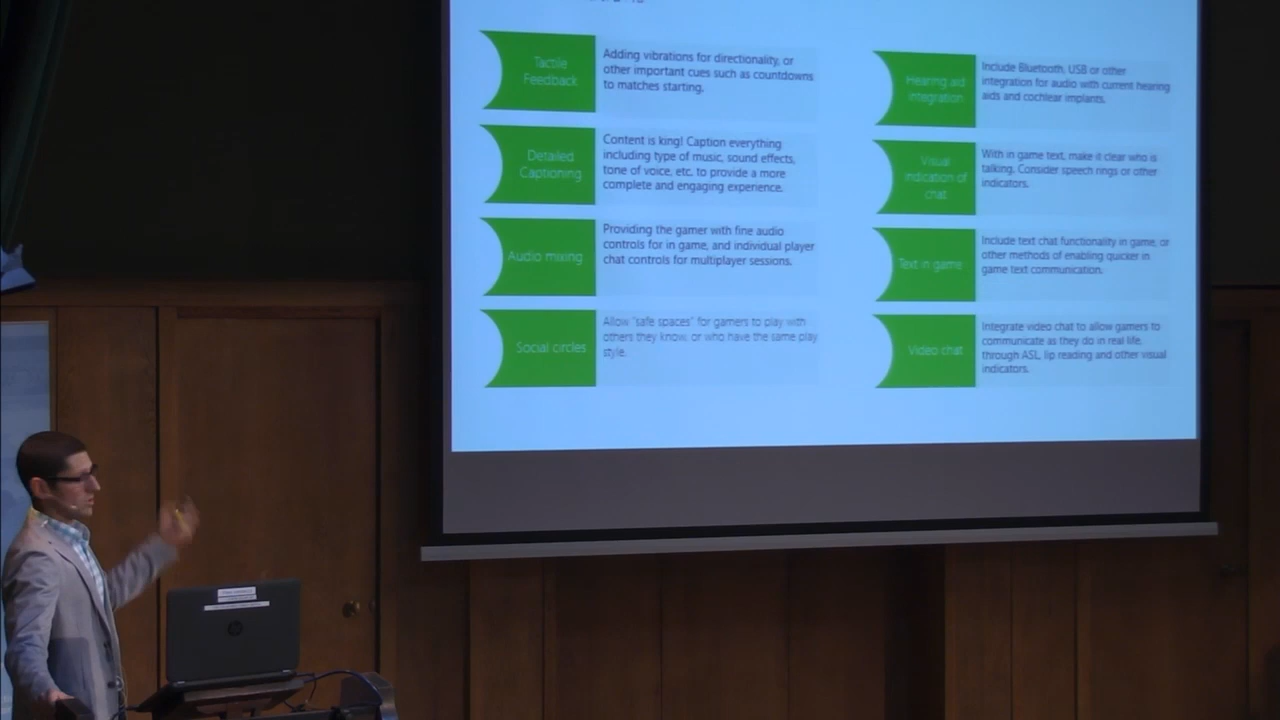 Tactile
Feedback
Adding vibrations for directionality, or
other important cues such as countdowns
to matches starting.
Detailed
Captioning
Content is king! Caption everything
including type of music, sound effects,
tone of voice, etc. to provide a more
complete and engaging experience.
Audio mixing
Providing the gamer with fine audio
controls for in game, and individual player
chat controls for multiplayer sessions.
Social circles
Allow "safe spaces" for gamers to play with
others they know, or who have the same play
style.
Hearing aid
integration
Include Bluetooth, USB or other
integration for audio with current hearing
aids and cochlear implants.
Visual
indication of
chat
With in game text, make it clear who is
talking. Consider speech rings or other
indicators.
Text in game
Include text chat functionality in game, or
other methods of enabling quicker in
game text communication.
Video chat
Integrate video chat to allow gamers to
communicate as they do in real life,
through ASL, lip reading and other visual
indicators.
hp